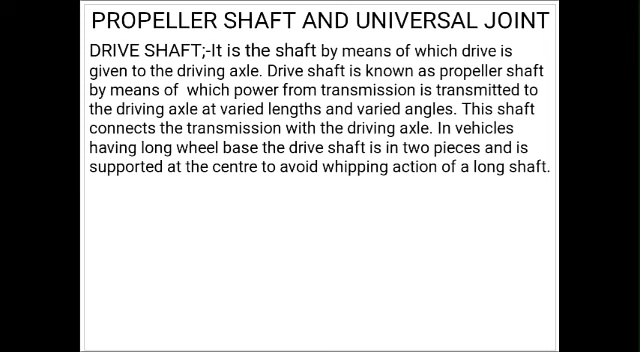 PROPELLER SHAFT AND UNIVERSAL JOINT
DRIVE SHAFT;-It is the shaft by means of which drive is
given to the driving axle. Drive shaft is known as propeller shaft
by means of which power from transmission is transmitted to
the driving axle at varied lengths and varied angles. This shaft
connects the transmission with the driving axle. In vehicles
having long wheel base the drive shaft is in two pieces and is
supported at the centre to avoid whipping action of a long shaft.